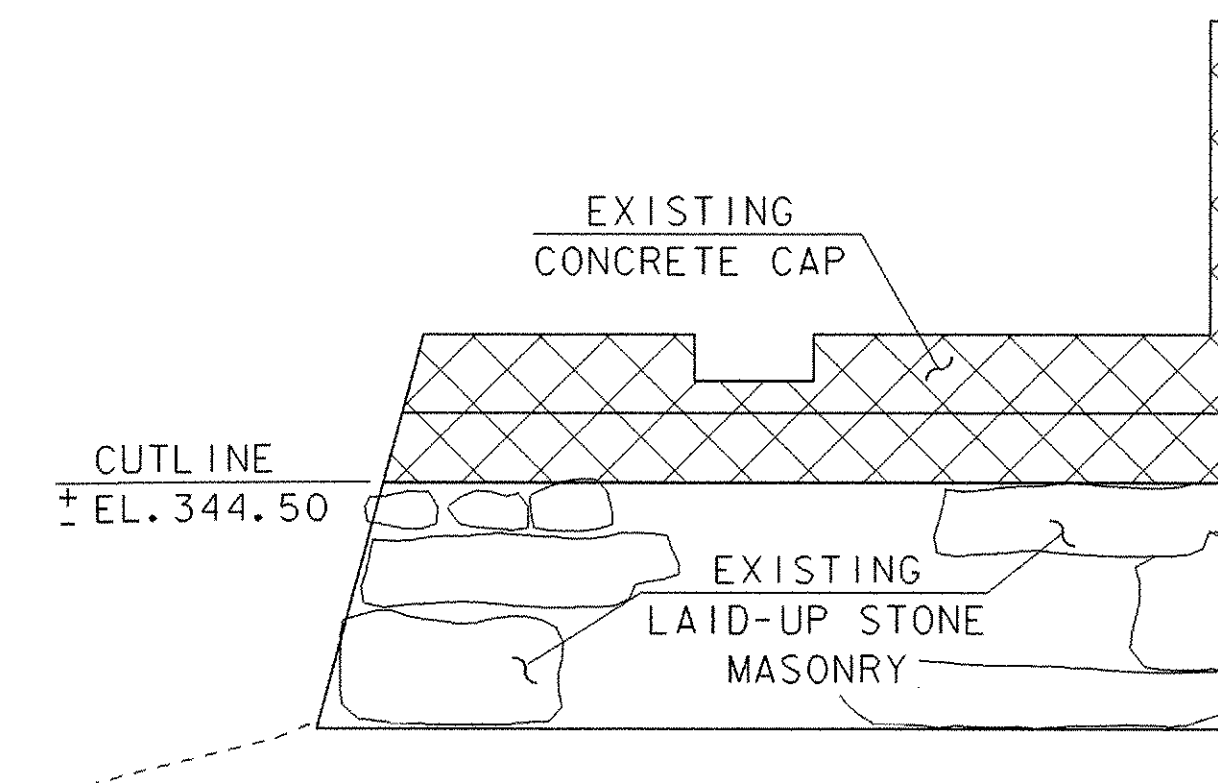 EXISTING
CONCRETE CAP
CUTLINE
± EL. 344.50
EXISTING
LAID-UP STONE
MASONRY